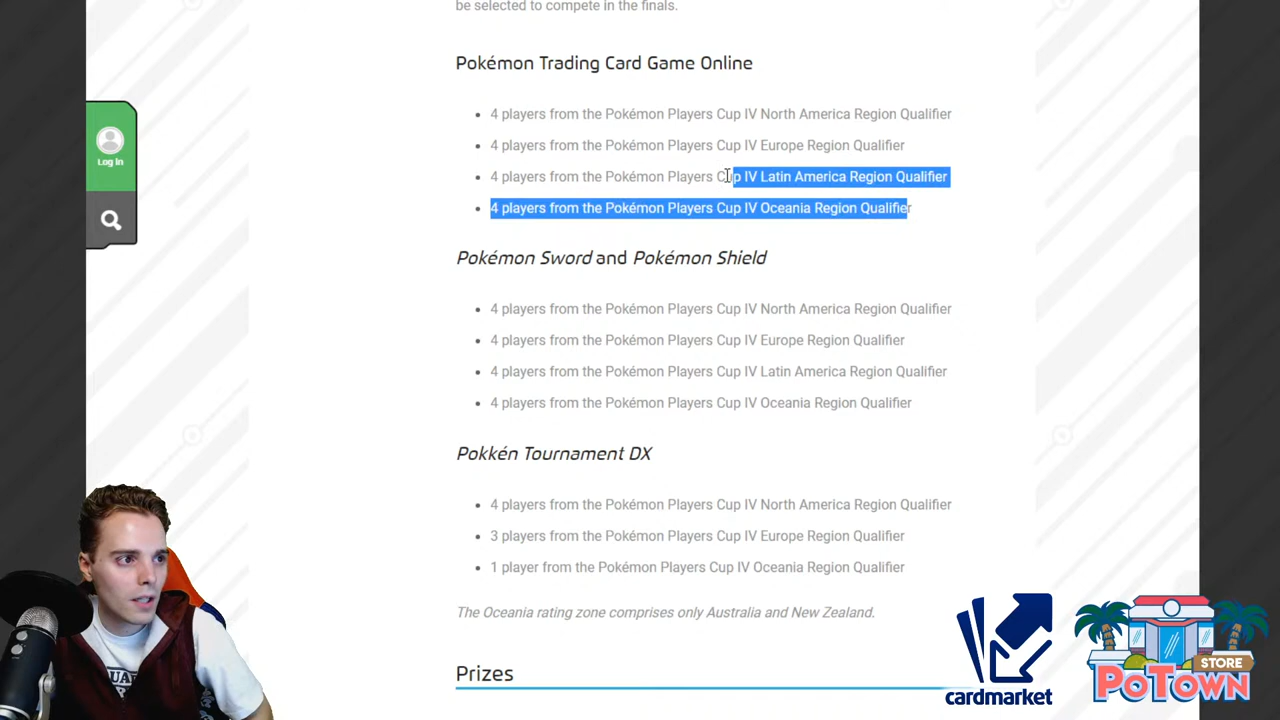 be selected to compete in the finals.
Pokémon Trading Card Game Online
4 players from the Pokémon Players Cup IV North America Region Qualifier
4 players from the Pokémon Players Cup IV Europe Region Qualifier
4 players from the Pokémon Players Cup IV Latin America Region Qualifier
4 players from the Pokémon Players Cup IV Oceania Region Qualifier
Log In
Pokémon Sword and Pokémon Shield
4 players from the Pokémon Players Cup IV North America Region Qualifier
4 players from the Pokémon Players Cup IV Europe Region Qualifier
4 players from the Pokémon Players Cup IV Latin America Region Qualifier
4 players from the Pokémon Players Cup IV Oceania Region Qualifier
Pokkén Tournament DX
4 players from the Pokémon Players Cup IV North America Region Qualifier
3 players from the Pokémon Players Cup IV Europe Region Qualifier
1 player from the Pokémon Players Cup IV Oceania Region Qualifier
The Oceania rating zone comprises only Australia and New Zealand.
Prizes
cardmarket
STORE
POTOWN